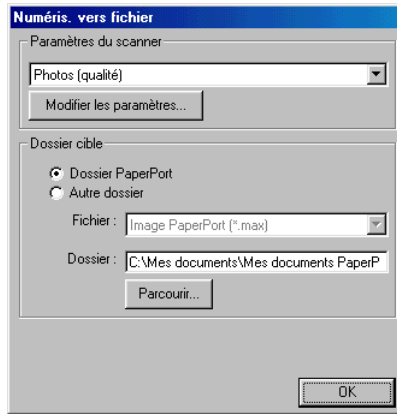 Numéris. vers fichier
Paramètres du scanner
Photos (qualité)
Modifier les paramètres...
Dossier cible
Dossier PaperPort
Autre dossier
Fichier : Image PaperPort (*.max)
Dossier : C:\Mes documents\Mes documents PaperP
Parcourir...
OK